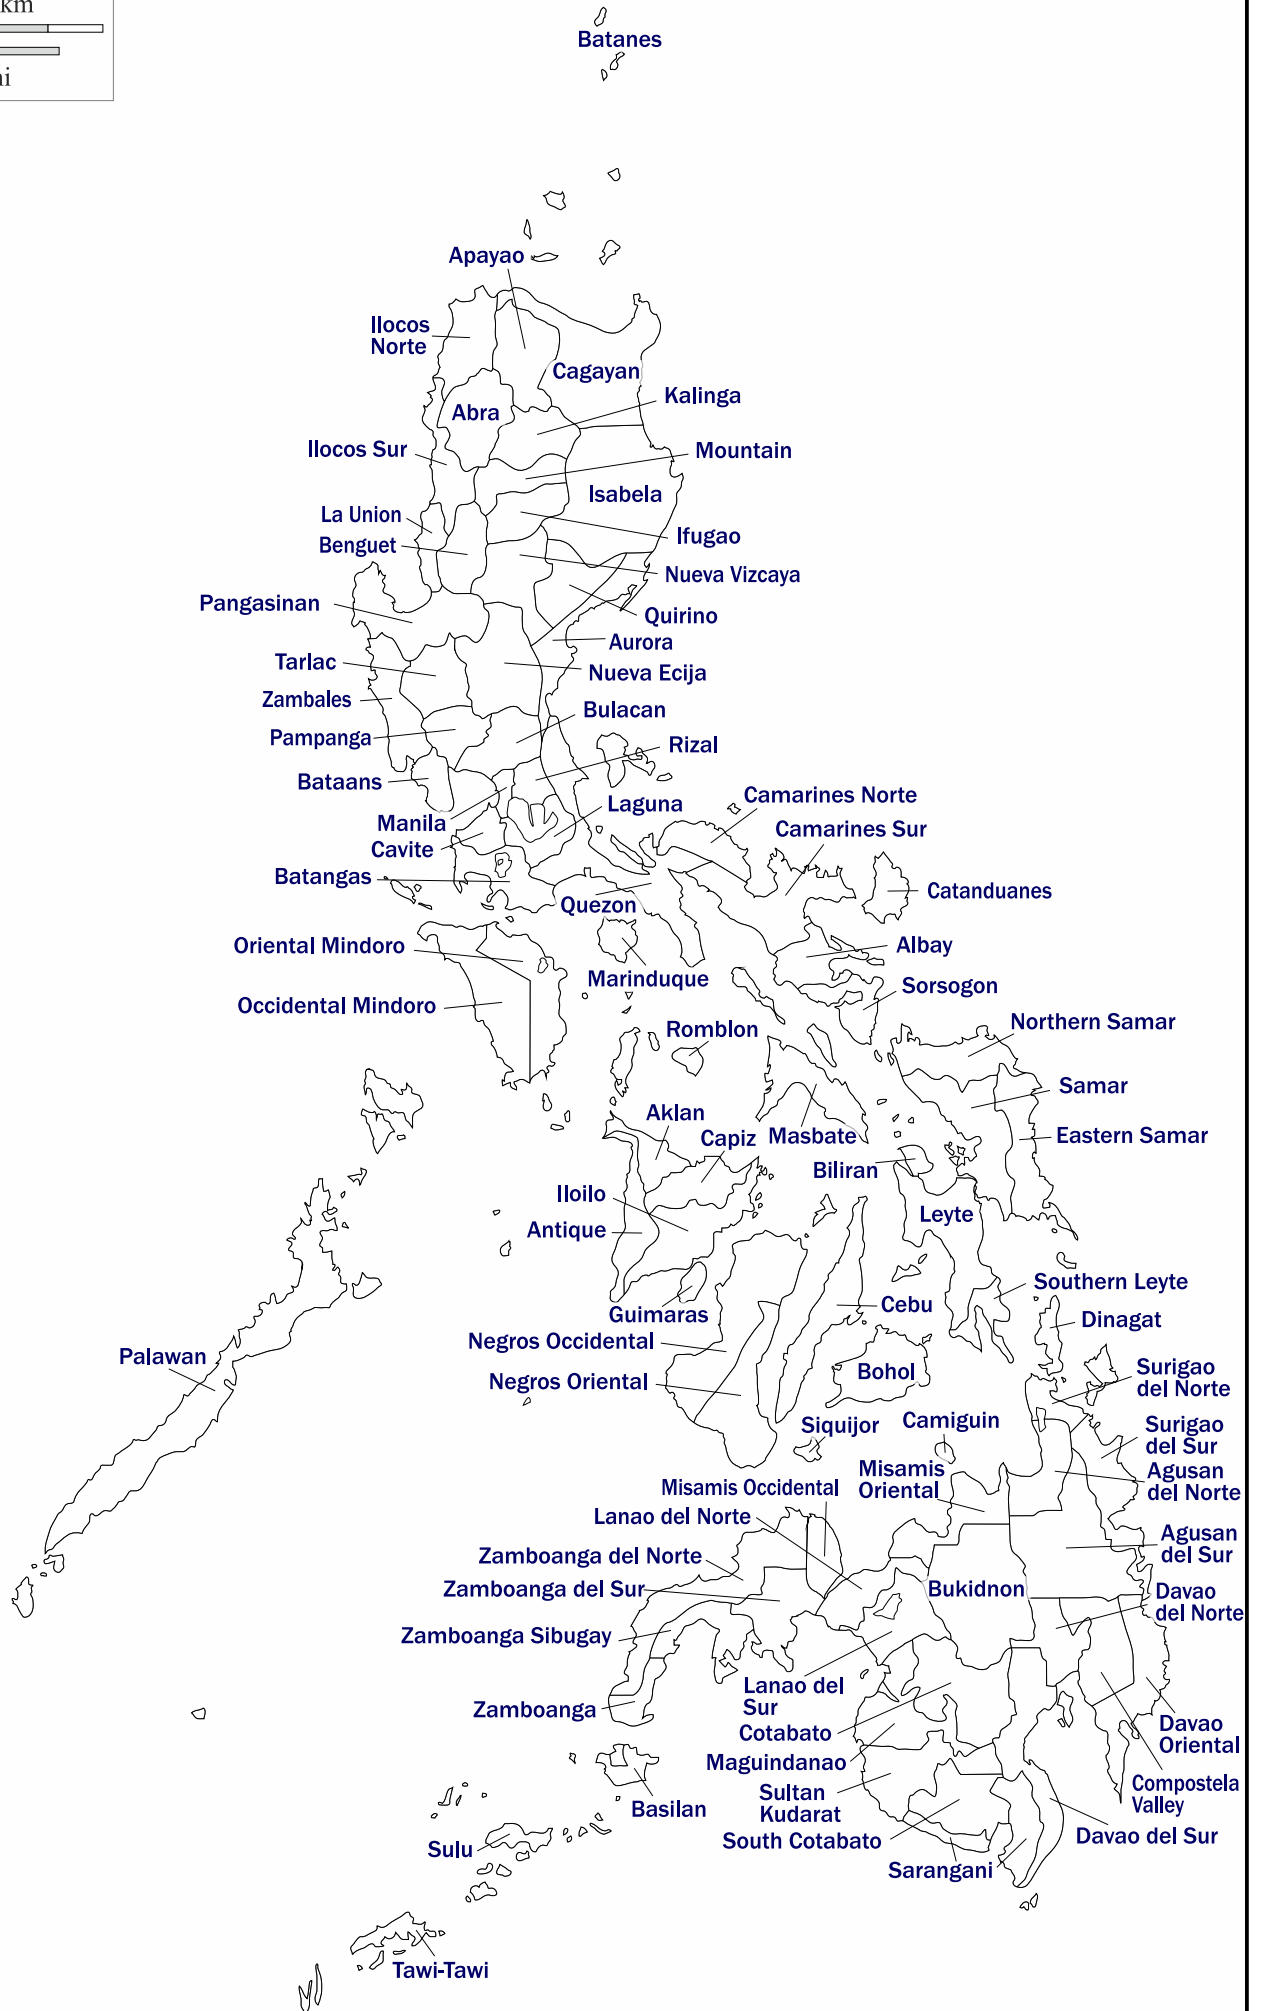 km
Batanes
Apayao
Ilocos
Norte
Cagayan
Kalinga
Abra
Ilocos Sur
Mountain
Isabela
La Union
Ifugao
Benguet
Nueva Vizcaya
Pangasinan
Quirino
Aurora
Tarlac
Nueva Ecija
Zambales
Bulacan
Pampanga
Rizal
Bataans
Camarines Norte
Laguna
Manila
Camarines Sur
Cavite
Batangas
Catanduanes
Quezon
Oriental Mindoro
Albay
Marinduque
Sorsogon
Occidental Mindoro
Northern Samar
Romblon
Samar
Aklan
Capiz
Masbate
Eastern Samar
Biliran
Iloilo
Leyte
Antique
Southern Leyte
Cebu
Guimaras
Dinagat
Negros Occidental
Palawan
Bohol
Surigao
del Norte
Negros Oriental
Siquijor
Camiguin
Surigao
del Sur
Misamis
Oriental
Agusan
del Norte
Misamis Occidental
Lanao del Norte
Agusan
del Sur
Zamboanga del Norte
Zamboanga del Sur
Bukidnon
Davao
del Norte
Zamboanga Sibugay
Lanao del
Sur
Zamboanga
Cotabato
Davao
Oriental
Maguindanao
Compostela
Valley
Sultan
Kudarat
Basilan
South Cotabato
Davao del Sur
Sulu
Sarangani
Tawi-Tawi